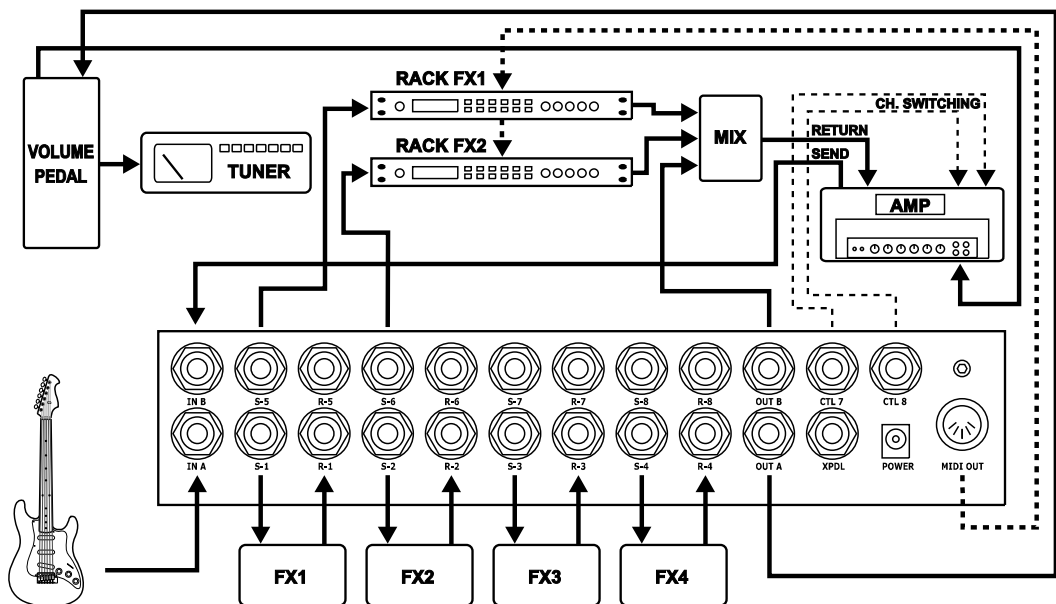 RACK FX1
CH. SWITCHING
VOLUME
PEDAL
TUNER
RACK FX2
MIX
RETURN
SEND
AMP
IN B S-5 R-5 S-6 R-6 S-7 R-7 S-8 R-8 OUT B CTL 7 CTL 8
IN A S-1 R-1 S-2 R-2 S-3 R-3 S-4 R-4 OUT A XPDL POWER MIDI OUT
FX1 FX2 FX3 FX4